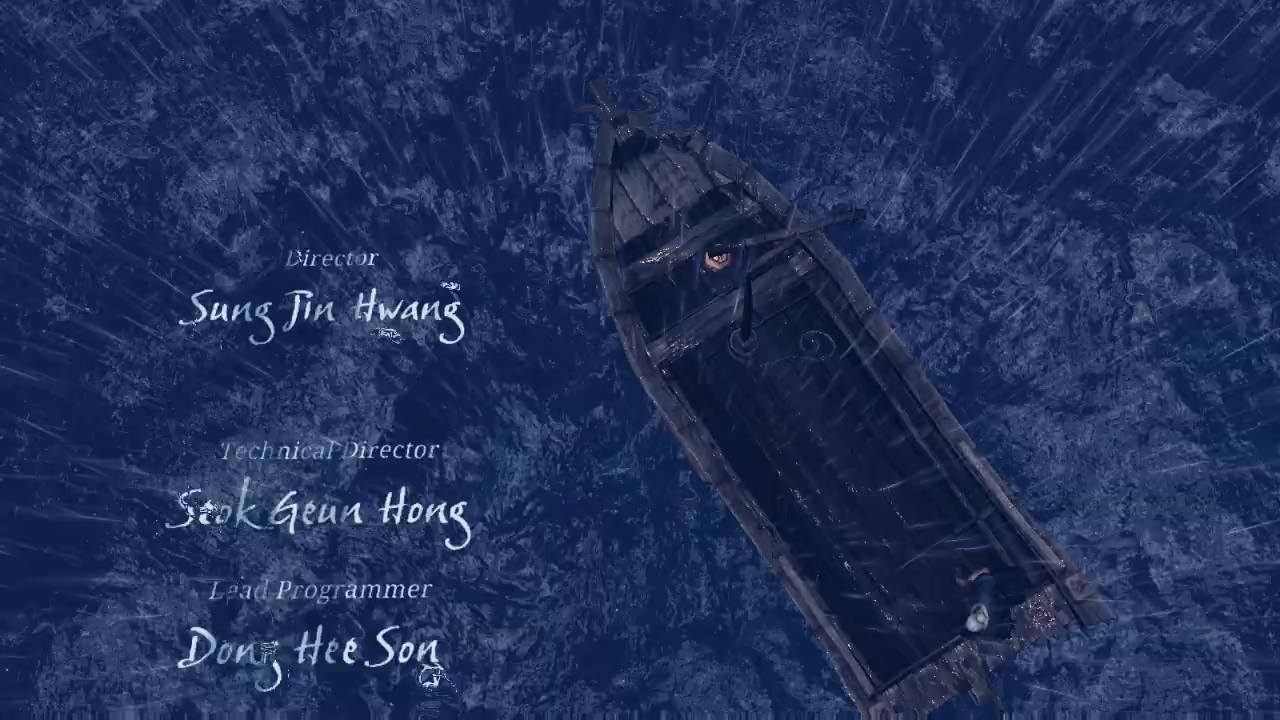 Director
Sung Jin Hwang
Technical Director
Seok Geun Hong
Lead Programmer
Dong Hee Son